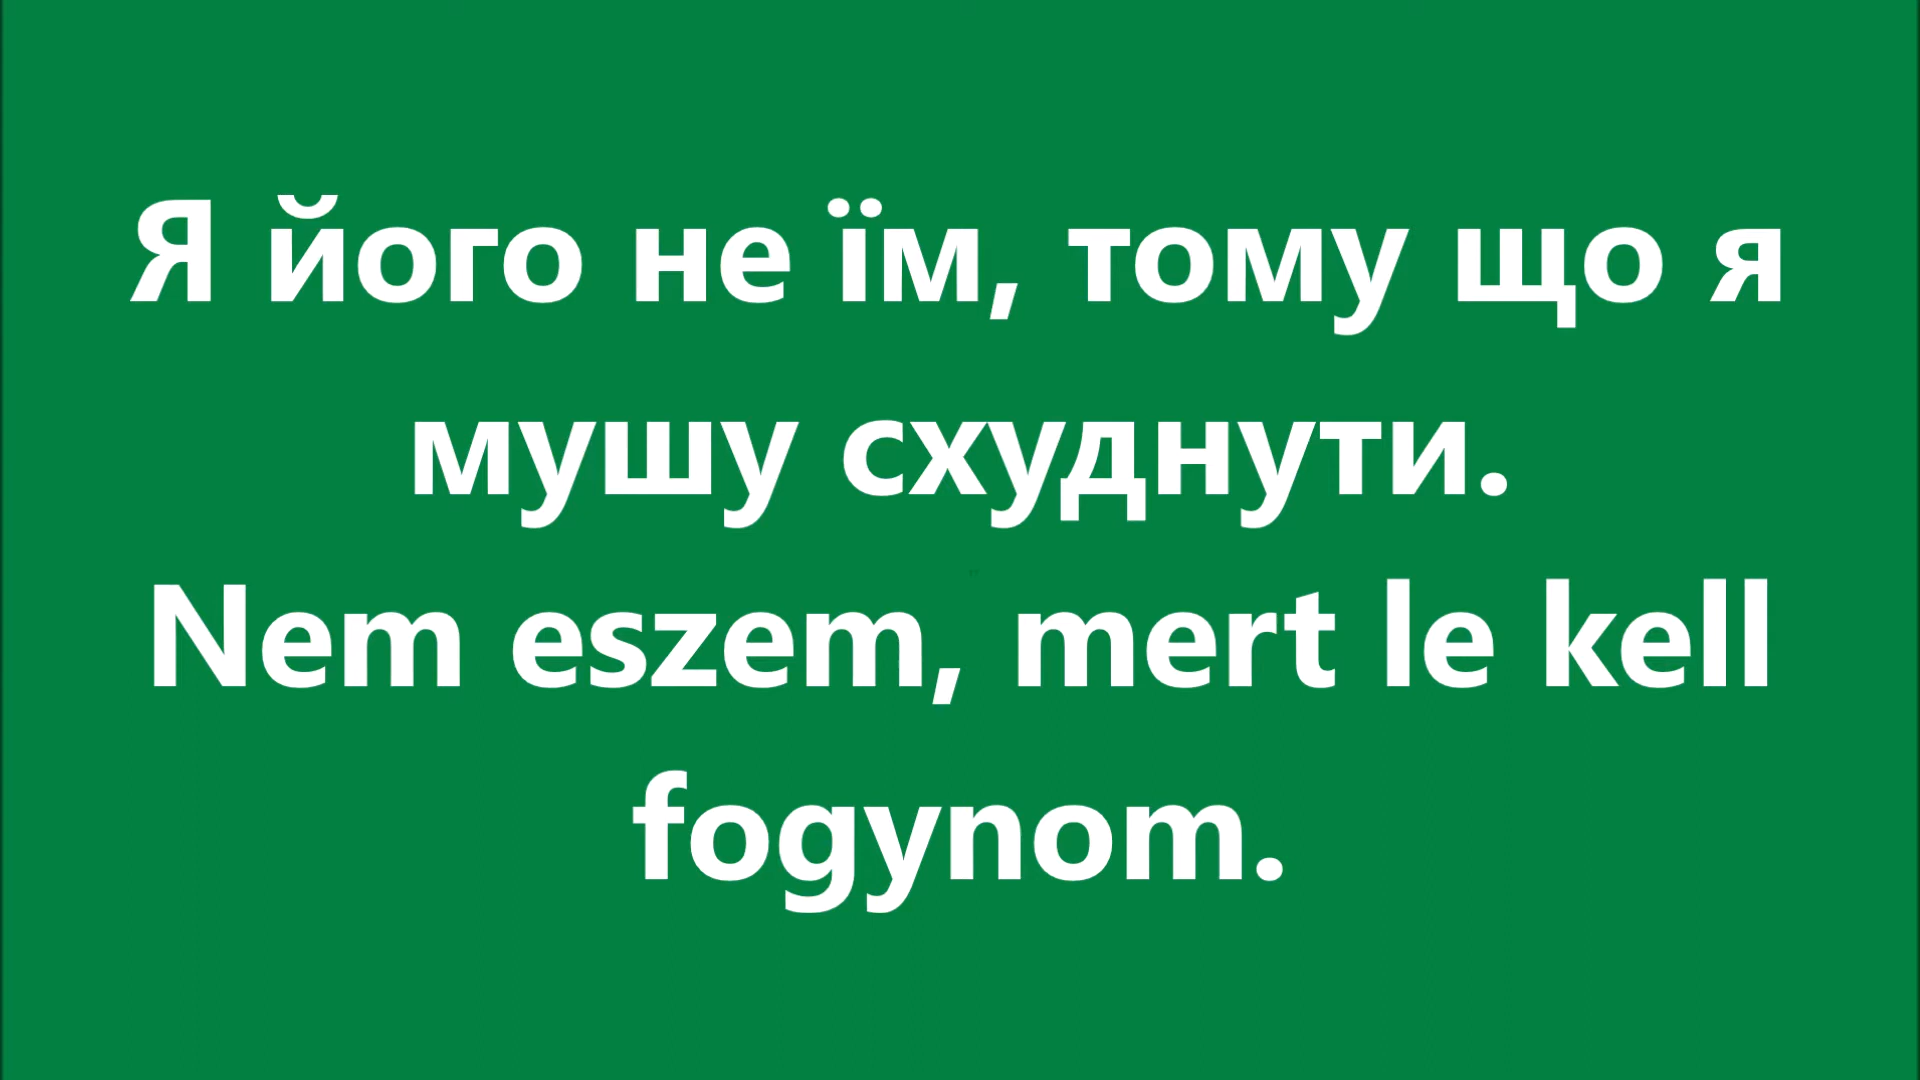 Я його не їм, тому що я
мушу схуднути.
Nem eszem, mert le kell
fogynom.